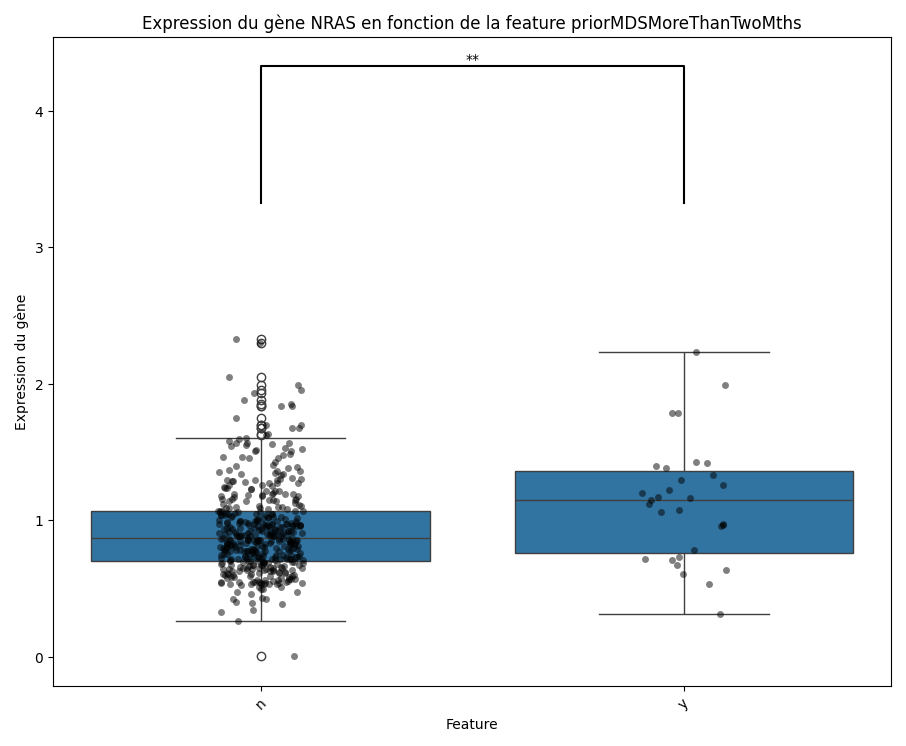 Expression du gène NRAS en fonction de la feature priorMDSMoreThanTwoMths
**
4
3
2
1
0
Expression du gène
n
y
Feature